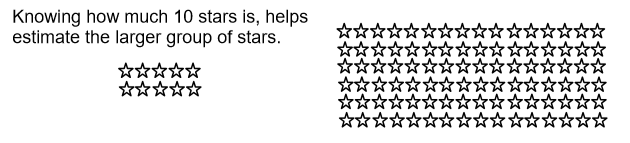 Knowing how much 10 stars is, helps
estimate the larger group of stars.